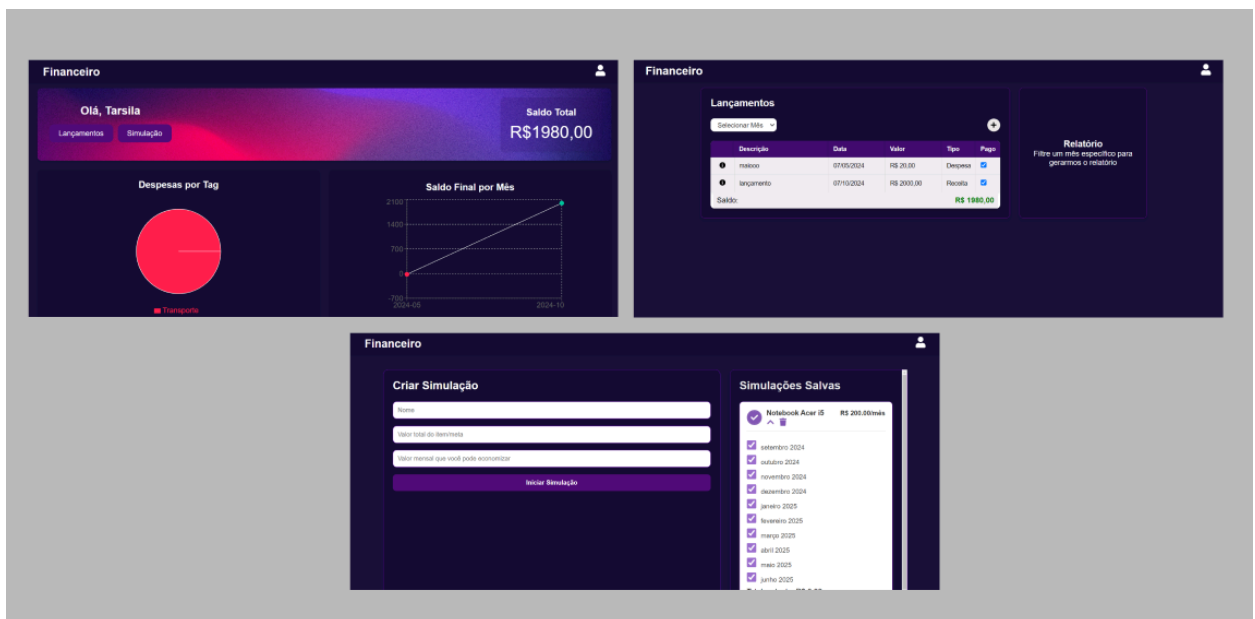 Financeiro
Olá, Tarsila
Lançamentos
Simulação
Saldo Total
R$1980,00
Despesas por Tag
Transporte
Saldo Final por Mês
2100
1400
700
0
-700
2024-05
2024-10
Financeiro
Lançamentos
Selecionar Mês
Descrição Data Valor Tipo Pago
07/05/2024 R$ 20,00 Despesa
lançamento 07/10/2024 R$ 2000,00 Receita
Saldo: R$ 1980,00
Relatório
Filtre um mês específico para
gerarmos o relatório
Financeiro
Criar Simulação
Nome
Valor total do item/meta
Valor mensal que você pode economizar
Iniciar Simulação
Simulações Salvas
Notebook Acer i5 R$ 200.00/mês
setembro 2024
outubro 2024
novembro 2024
dezembro 2024
janeiro 2025
fevereiro 2025
março 2025
abril 2025
maio 2025
junho 2025